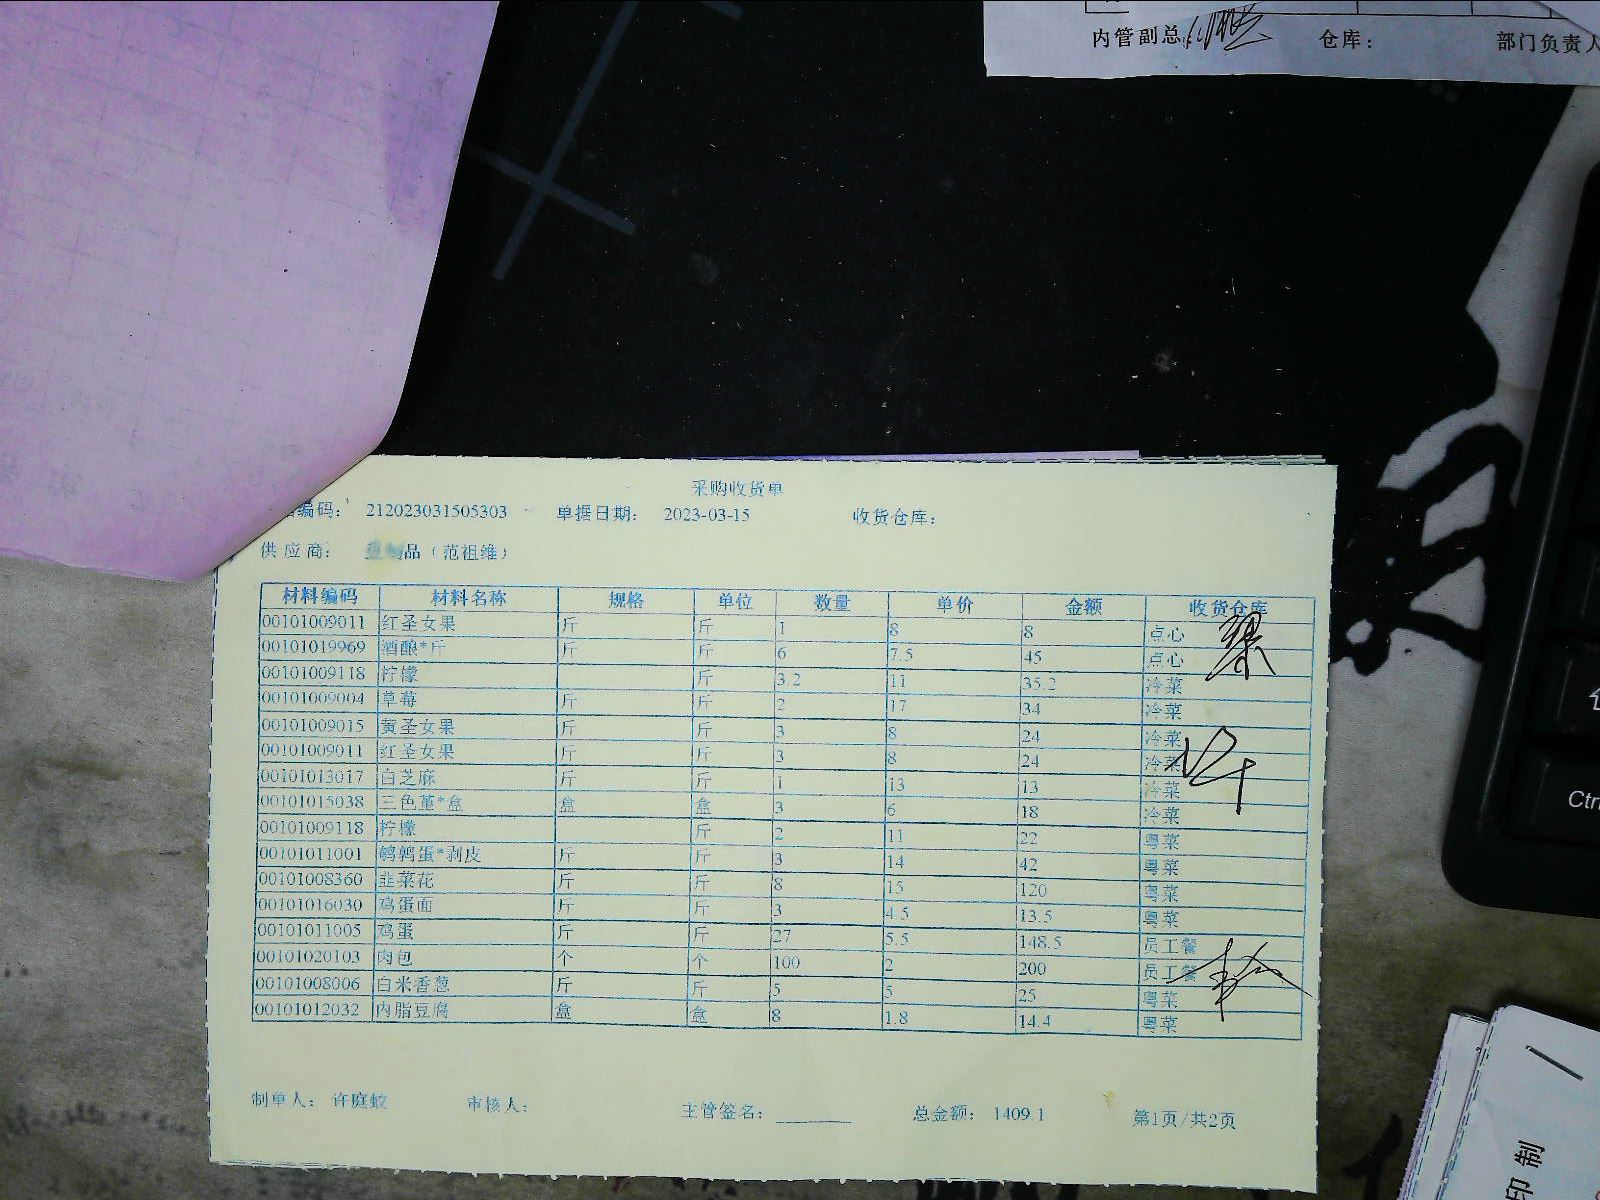 内管副总 仓库： 部门负责人
采购收货单
编码： 212023031505303 单据日期： 2023-03-15 收货仓库：
供应商： 品（范祖维）
材料编码 材料名称 规格 单位 数量 单价 金额 收货仓库
00101009011 红圣女果 斤 斤 1 8 8 点心
00101019969 酒酿*斤 斤 斤 6 7.5 45 点心
00101009118 柠檬 斤 3.2 11 35.2 冷菜
00101009004 草莓 斤 斤 2 17 34 冷菜
00101009015 黄圣女果 斤 斤 3 8 24 冷菜
00101009011 红圣女果 斤 斤 3 8 24 冷菜
00101013017 白芝麻 斤 斤 1 13 13 冷菜
00101015038 三色堇*盒 盒 盒 3 6 18 冷菜
00101009118 柠檬 斤 2 11 22 粤菜
00101011001 鹌鹑蛋*剥皮 斤 斤 3 14 42 粤菜
00101008360 韭菜花 斤 斤 8 15 120 粤菜
00101016030 鸡蛋面 斤 斤 3 4.5 13.5 粤菜
00101011005 鸡蛋 斤 斤 27 5.5 148.5 员工餐
00101020103 肉包 个 个 100 2 200 员工餐
00101008006 白米香葱 斤 斤 5 5 25 粤菜
00101012032 内脂豆腐 盒 盒 8 1.8 14.4 粤菜
制单人： 许庭蚊 审核人： 主管签名： 总金额： 1409.1 第1页/共2页
Ctr
印制